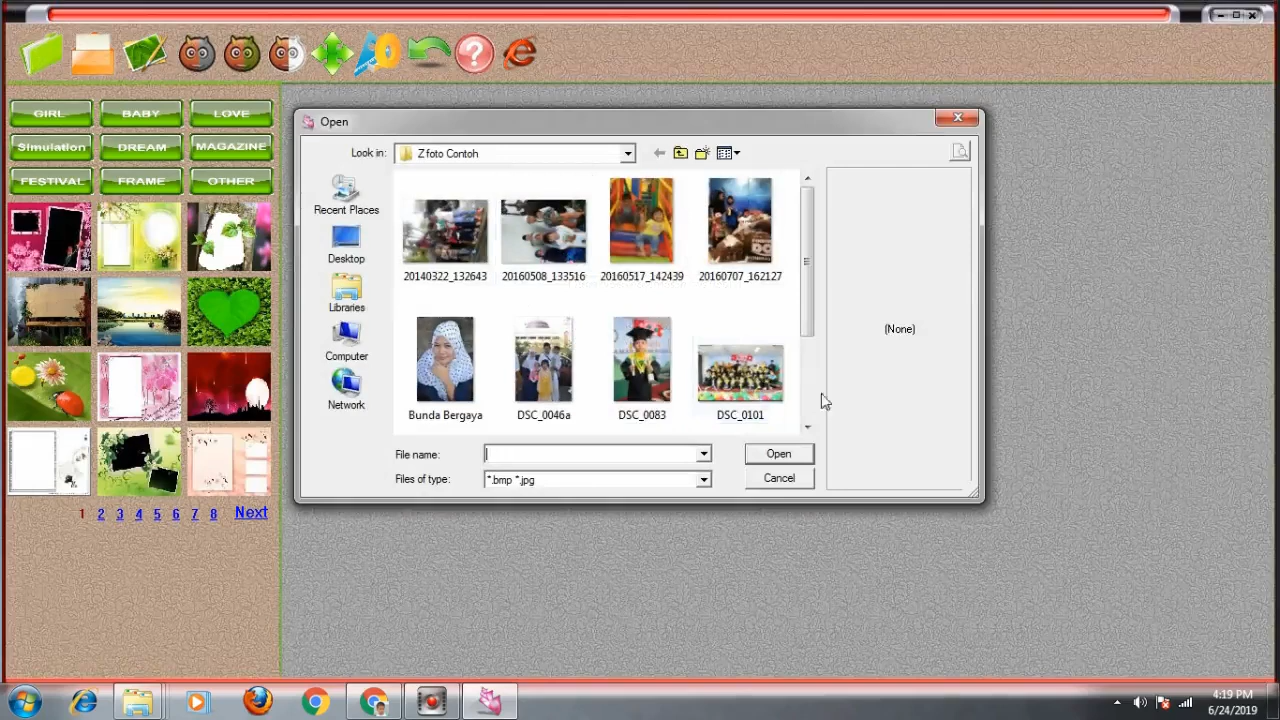 GIRL BABY LOVE
Simulation DREAM MAGAZINE
FESTIVAL FRAME OTHER
1 2 3 4 5 6 7 8 Next
Open
Look in: Z foto Contoh
Recent Places
Desktop
Libraries
Computer
Network
20140322_132643 20160508_133516 20160517_142439 20160707_162127
Bunda Bergaya DSC_0046a DSC_0083 DSC_0101
(None)
File name: Open
Files of type: *.bmp *.jpg Cancel
4:19 PM
6/24/2019